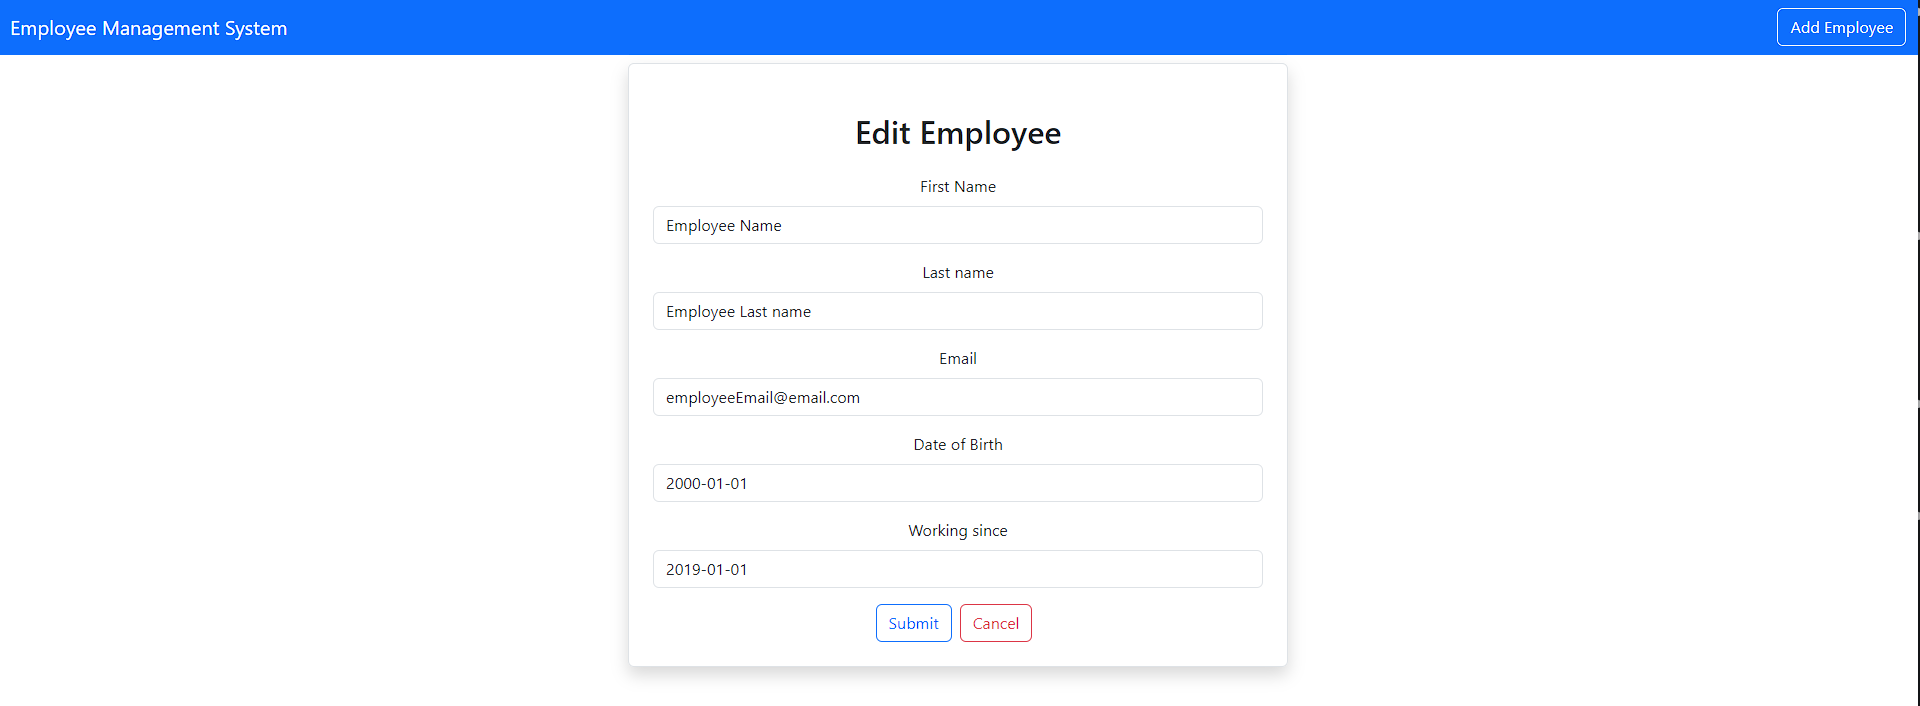 Employee Management System
Add Employee
Edit Employee
First Name
Employee Name
Last name
Employee Last name
Email
employeeEmail@email.com
Date of Birth
2000-01-01
Working since
2019-01-01
Submit
Cancel